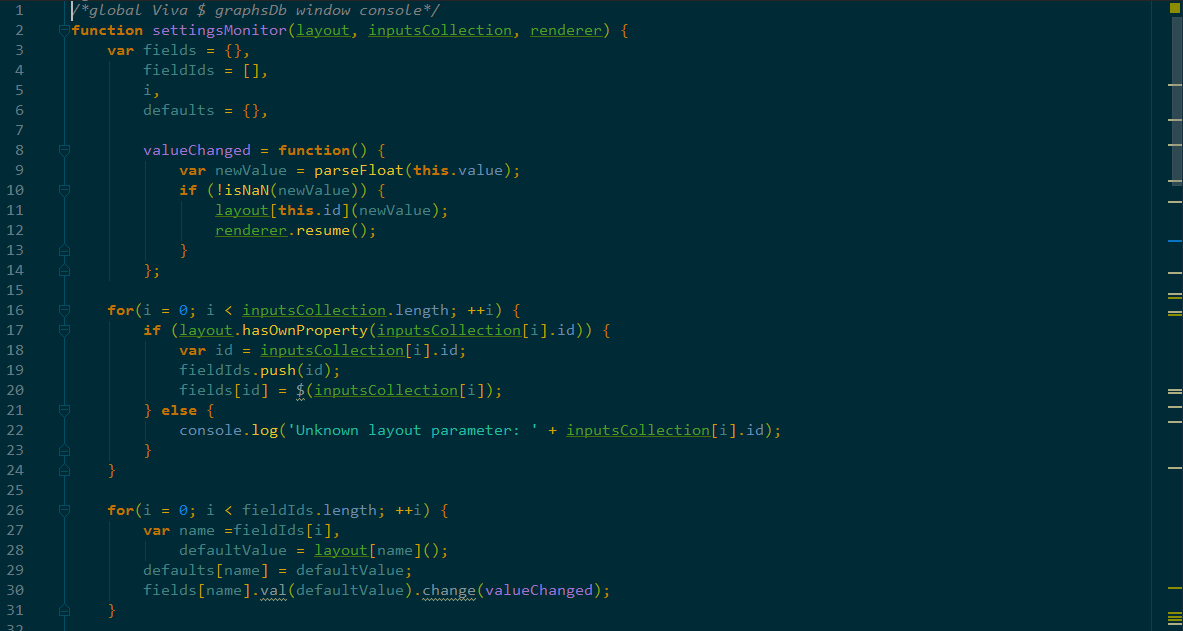 1 /*global Viva $ graphsDb window console*/
2 function settingsMonitor(layout, inputsCollection, renderer) {
3     var fields = {},
4         fieldIds = [],
5         i,
6         defaults = {},
7
8         valueChanged = function() {
9             var newValue = parseFloat(this.value);
10             if (!isNaN(newValue)) {
11                 layout[this.id](newValue);
12                 renderer.resume();
13             }
14         };
15
16     for(i = 0; i < inputsCollection.length; ++i) {
17         if (layout.hasOwnProperty(inputsCollection[i].id)) {
18             var id = inputsCollection[i].id;
19             fieldIds.push(id);
20             fields[id] = $(inputsCollection[i]);
21         } else {
22             console.log('Unknown layout parameter: ' + inputsCollection[i].id);
23         }
24     }
25
26     for(i = 0; i < fieldIds.length; ++i) {
27         var name =fieldIds[i],
28             defaultValue = layout[name]();
29         defaults[name] = defaultValue;
30         fields[name].val(defaultValue).change(valueChanged);
31     }
32